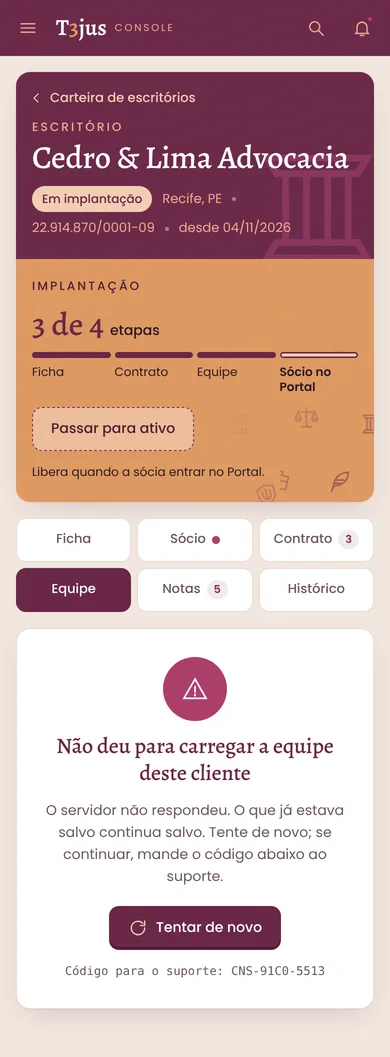 T3jus CONSOLE
Carteira de escritórios
ESCRITÓRIO
Cedro & Lima Advocacia
Em implantação Recife, PE •
22.914.870/0001-09 • desde 04/11/2026
IMPLANTAÇÃO
3 de 4 etapas
Ficha Contrato Equipe Sócio no
Portal
Passar para ativo
Libera quando a sócia entrar no Portal.
Ficha Sócio Contrato 3
Equipe Notas 5 Histórico
Não deu para carregar a equipe
deste cliente
O servidor não respondeu. O que já estava
salvo continua salvo. Tente de novo; se
continuar, mande o código abaixo ao
suporte.
Tentar de novo
Código para o suporte: CNS-91C0-5513